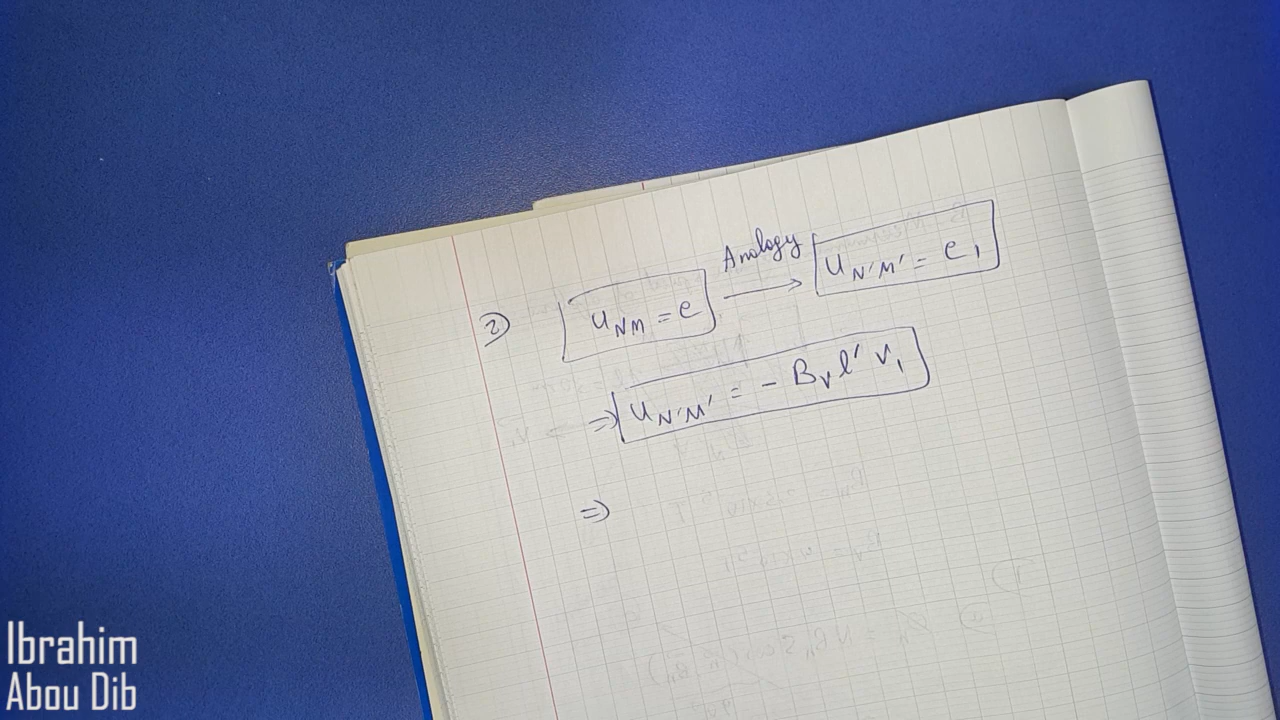 Analogy
2) u_NM = e → u_N'M' = e_1
⇒ u_N'M' = - B_v l' v_1
⇒
Ibrahim
Abou Dib